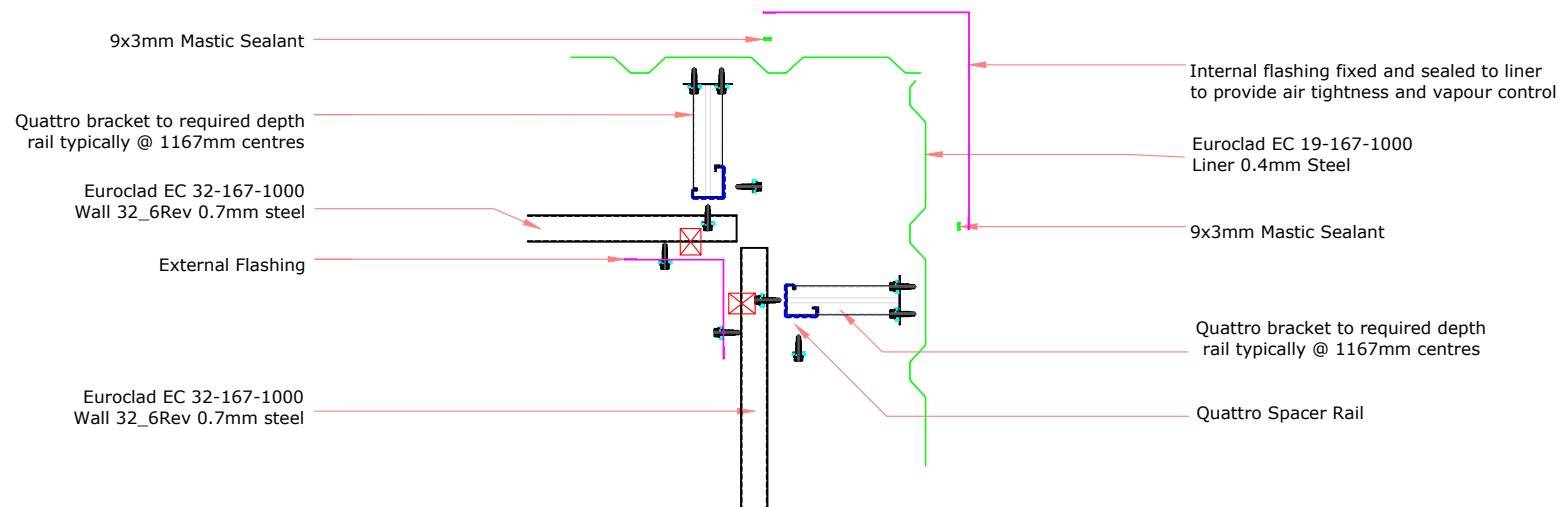 9x3mm Mastic Sealant
Quattro bracket to required depth
rail typically @ 1167mm centres
Euroclad EC 32-167-1000
Wall 32_6Rev 0.7mm steel
External Flashing
Euroclad EC 32-167-1000
Wall 32_6Rev 0.7mm steel
Internal flashing fixed and sealed to liner
to provide air tightness and vapour control
Euroclad EC 19-167-1000
Liner 0.4mm Steel
9x3mm Mastic Sealant
Quattro bracket to required depth
rail typically @ 1167mm centres
Quattro Spacer Rail